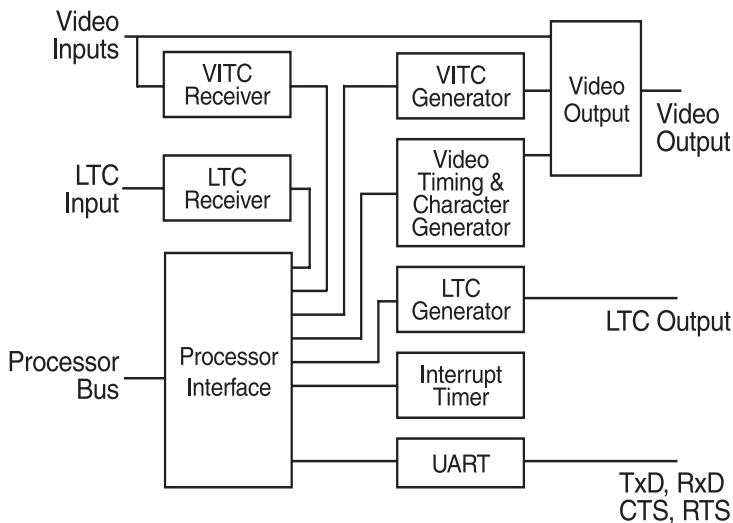 Video
Inputs
VITC
Receiver
VITC
Generator
Video
Output
Video
Output
LTC
Input
LTC
Receiver
Video
Timing &
Character
Generator
LTC
Generator
LTC Output
Processor
Bus
Processor
Interface
Interrupt
Timer
UART
TxD, RxD
CTS, RTS